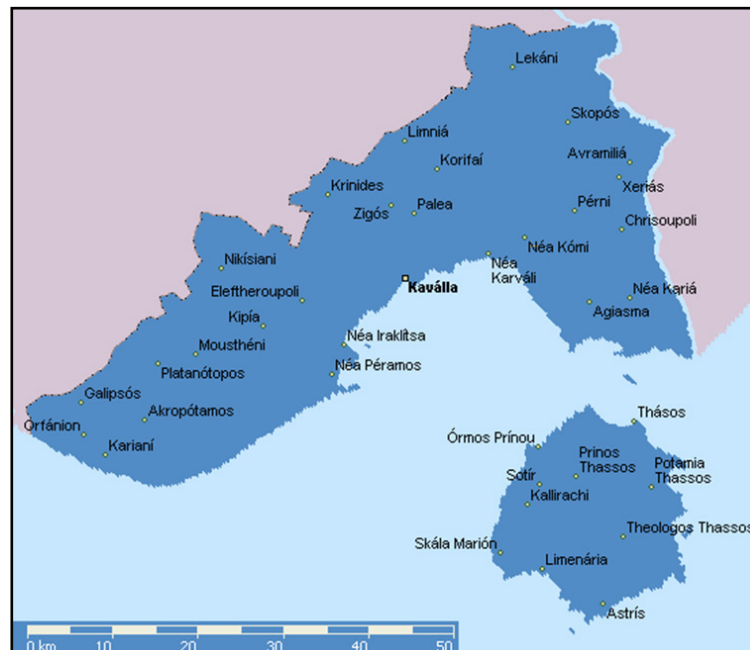 Lekáni
Skopós
Limniá
Avramiliá
Korifaí
Xeriás
Krinides
Zigós
Palea
Pérni
Chrisoupoli
Néa Kómi
Nikísiani
Néa
Karváli
Kaválla
Eleftheroupoli
Néa Kariá
Agiasma
Kipía
Néa Iraklítsa
Mousthéni
Platanótopos
Néa Péramos
Galipsós
Akropótamos
Orfánion
Karianí
Thásos
Órmos Prínou
Prinos
Thassos
Potamia
Thassos
Sotír
Kallirachi
Theologos Thassos
Skála Marión
Limenária
Astrís
0 km 10 20 30 40 50